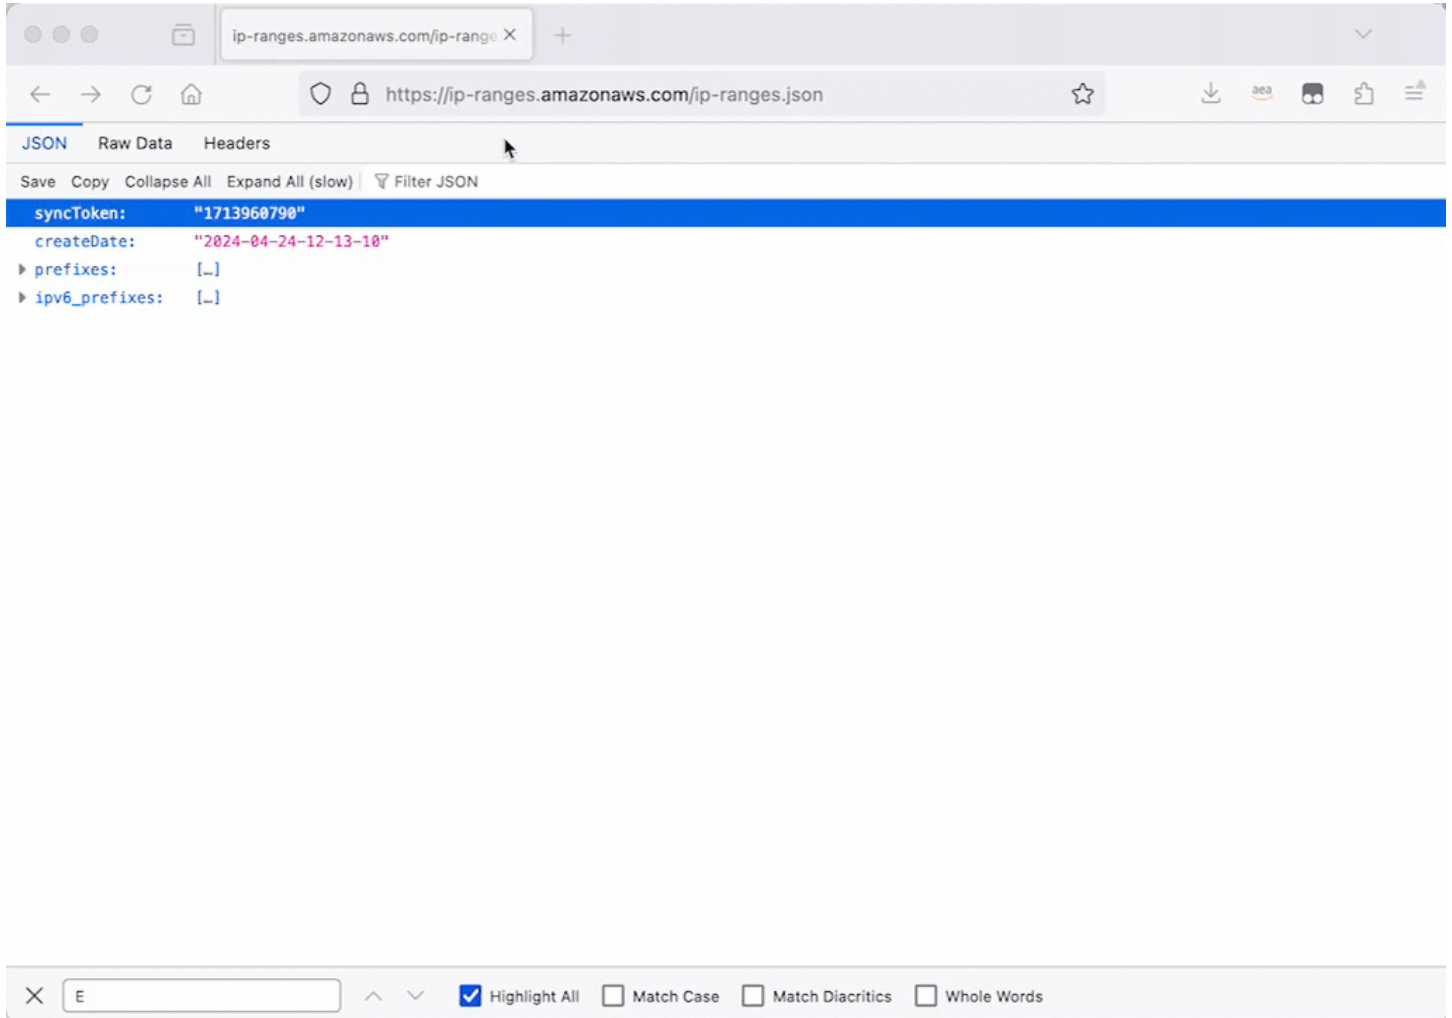 ip-ranges.amazonaws.com/ip-range
https://ip-ranges.amazonaws.com/ip-ranges.json
aea
JSON Raw Data Headers
Save Copy Collapse All Expand All (slow) Filter JSON
syncToken: "1713960790"
createDate: "2024-04-24-12-13-10"
prefixes: […]
ipv6_prefixes: […]
E Highlight All Match Case Match Diacritics Whole Words